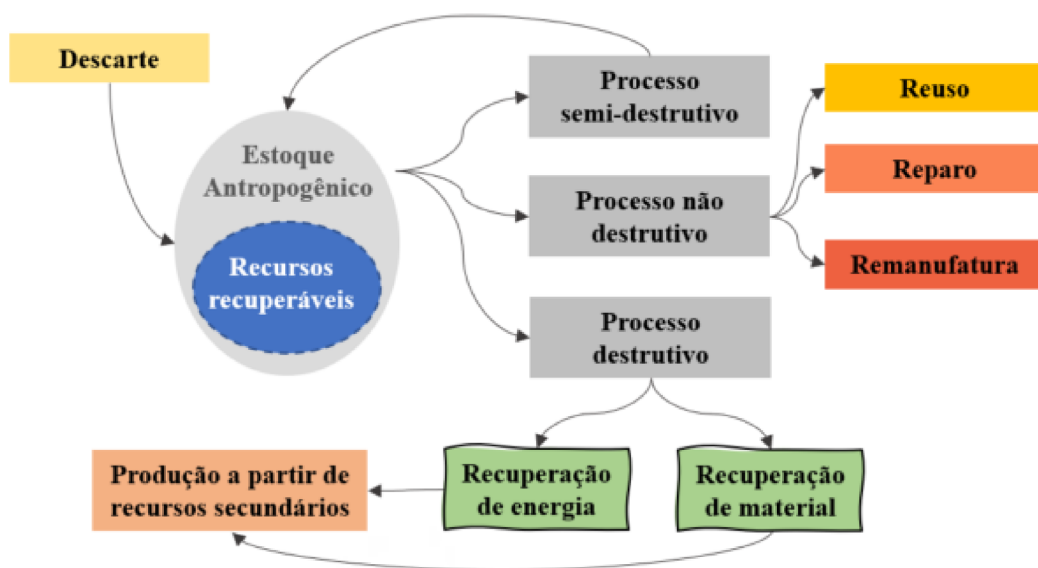 Descarte
Processo
semi-destrutivo
Reuso
Estoque
Antropogênico
Reparo
Processo não
destrutivo
Recursos
recuperáveis
Remanufatura
Processo
destrutivo
Produção a partir de
recursos secundários
Recuperação
de energia
Recuperação
de material